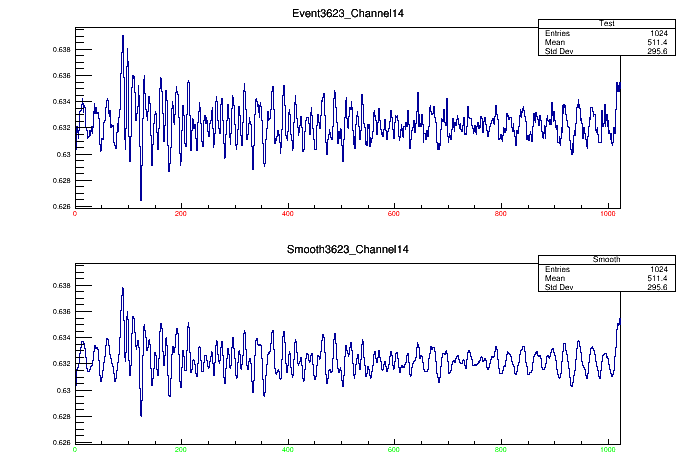 Event3623_Channel14
Test
Entries 1024
Mean 511.4
Std Dev 295.6
0.638
0.636
0.634
0.632
0.63
0.628
0.626
0 200 400 600 800 1000
Smooth3623_Channel14
Smooth
Entries 1024
Mean 511.4
Std Dev 295.6
0.638
0.636
0.634
0.632
0.63
0.628
0.626
0 200 400 600 800 1000